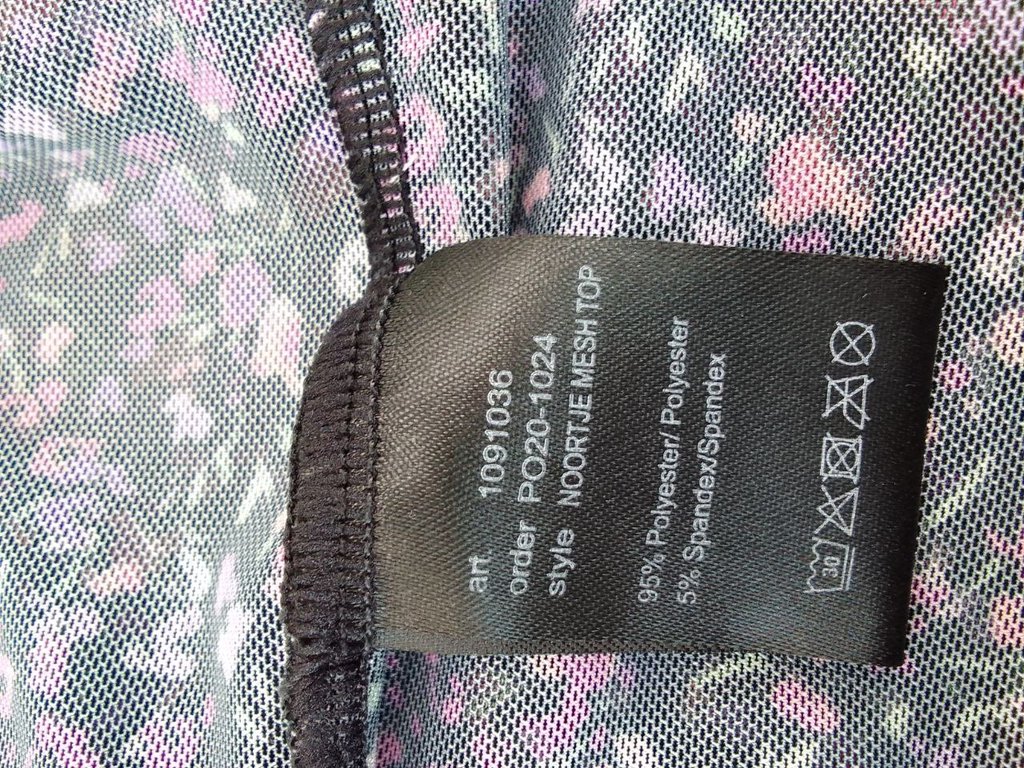 art. 1091036
order PO20-1024
style NOORTJE MESH TOP
95% Polyester/ Polyester
5% Spandex/Spandex
30